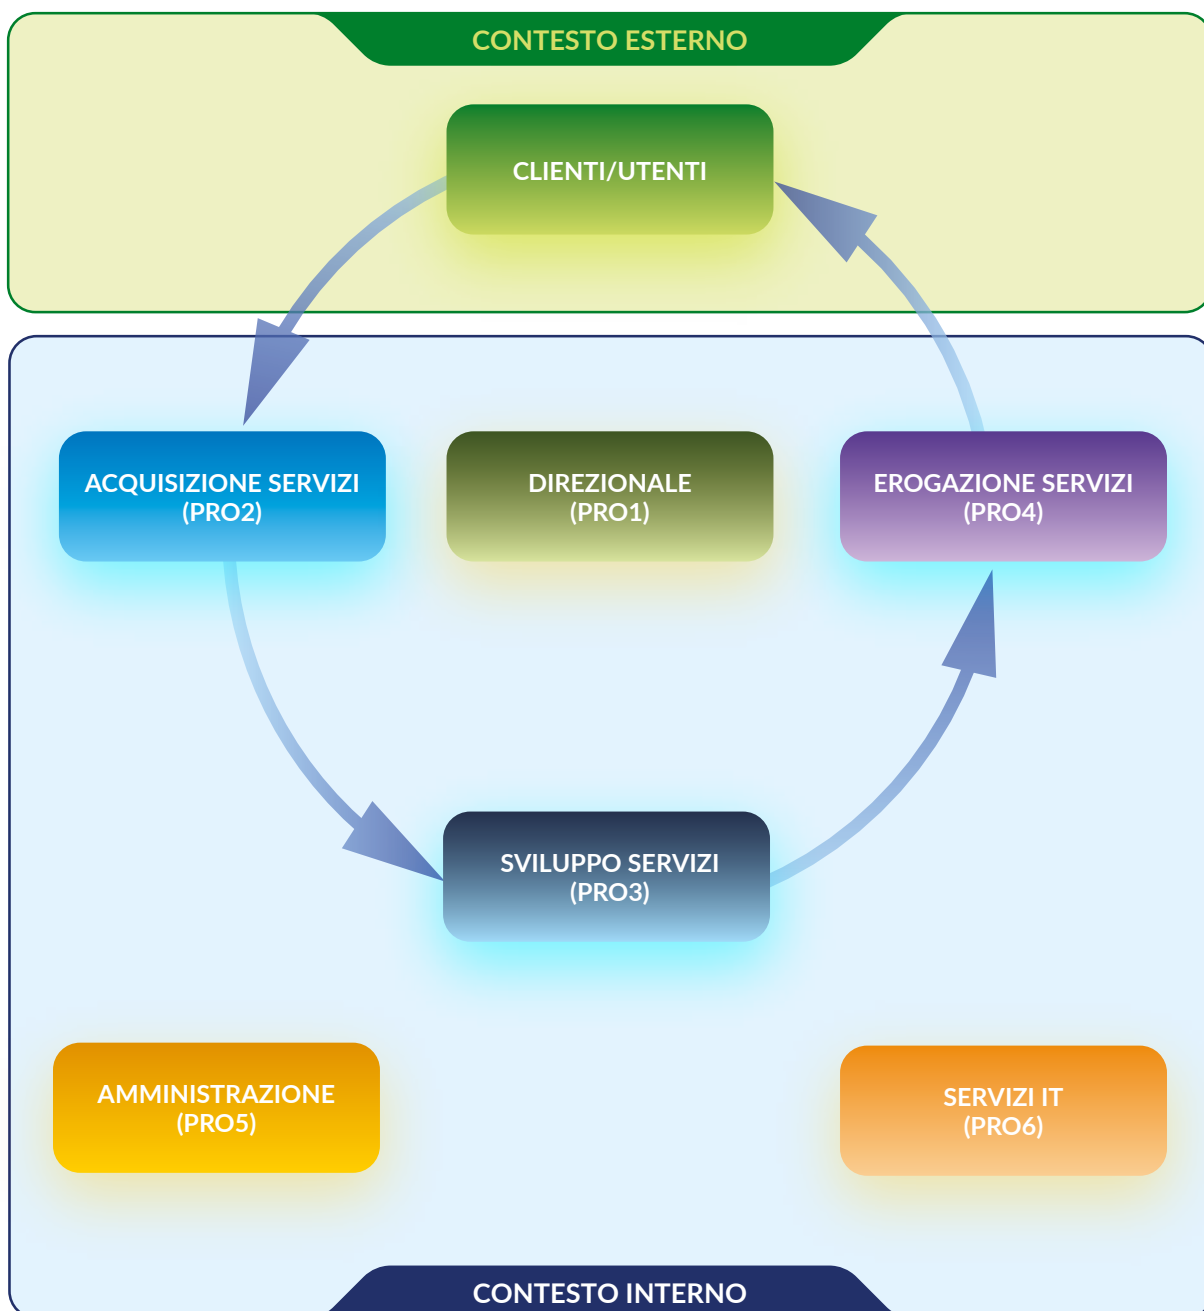 CONTESTO ESTERNO
CLIENTI/UTENTI
ACQUISIZIONE SERVIZI
(PRO2)
DIREZIONALE
(PRO1)
EROGAZIONE SERVIZI
(PRO4)
SVILUPPO SERVIZI
(PRO3)
AMMINISTRAZIONE
(PRO5)
SERVIZI IT
(PRO6)
CONTESTO INTERNO